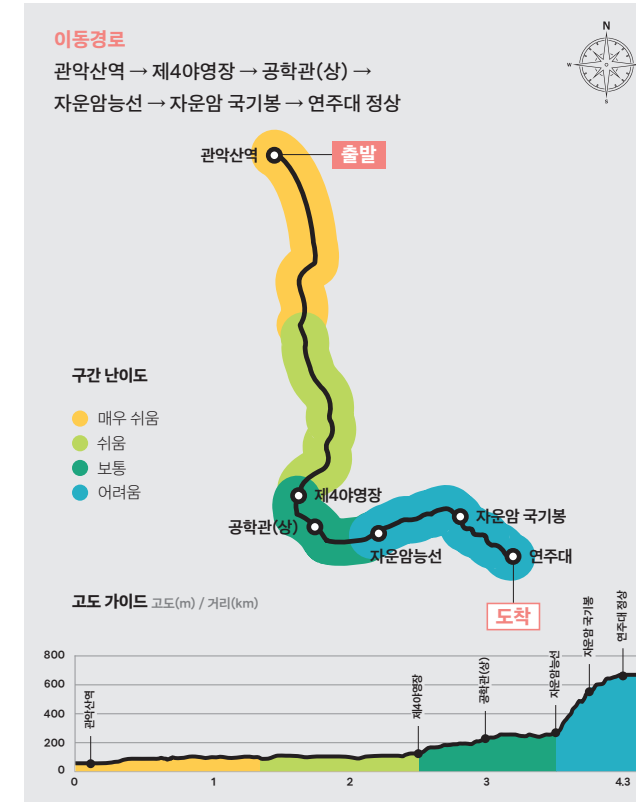 이동경로
관악산역 → 제4야영장 → 공학관(상) →
자운암능선 → 자운암 국기봉 → 연주대 정상
N
W
S
관악산역
출발
구간 난이도
매우 쉬움
쉬움
보통
어려움
제4야영장
공학관(상)
자운암 국기봉
자운암능선
연주대
도착
고도 가이드 고도(m) / 거리(km)
800
600
400
200
0
관악산역
제4야영장
공학관(상)
자운암능선
자운암 국기봉
연주대 정상
0 1 2 3 4.3